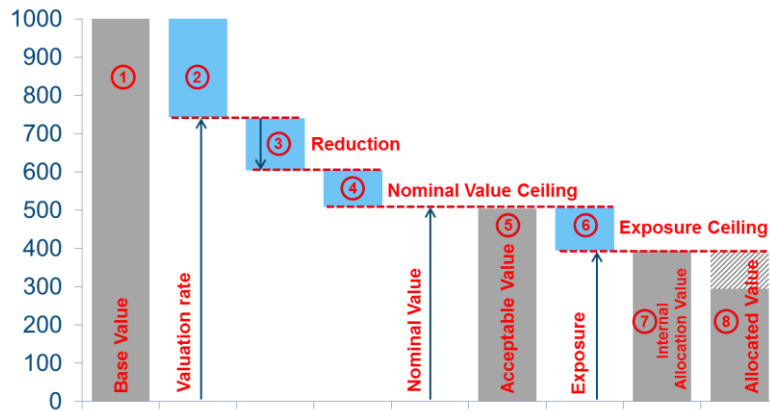 1000
900
800
700
600
500
400
300
200
100
0
1
Base Value
2
Valuation rate
3
Reduction
4
Nominal Value Ceiling
Nominal Value
5
Acceptable Value
6
Exposure Ceiling
Exposure
7
Internal
Allocation Value
8
Allocated Value